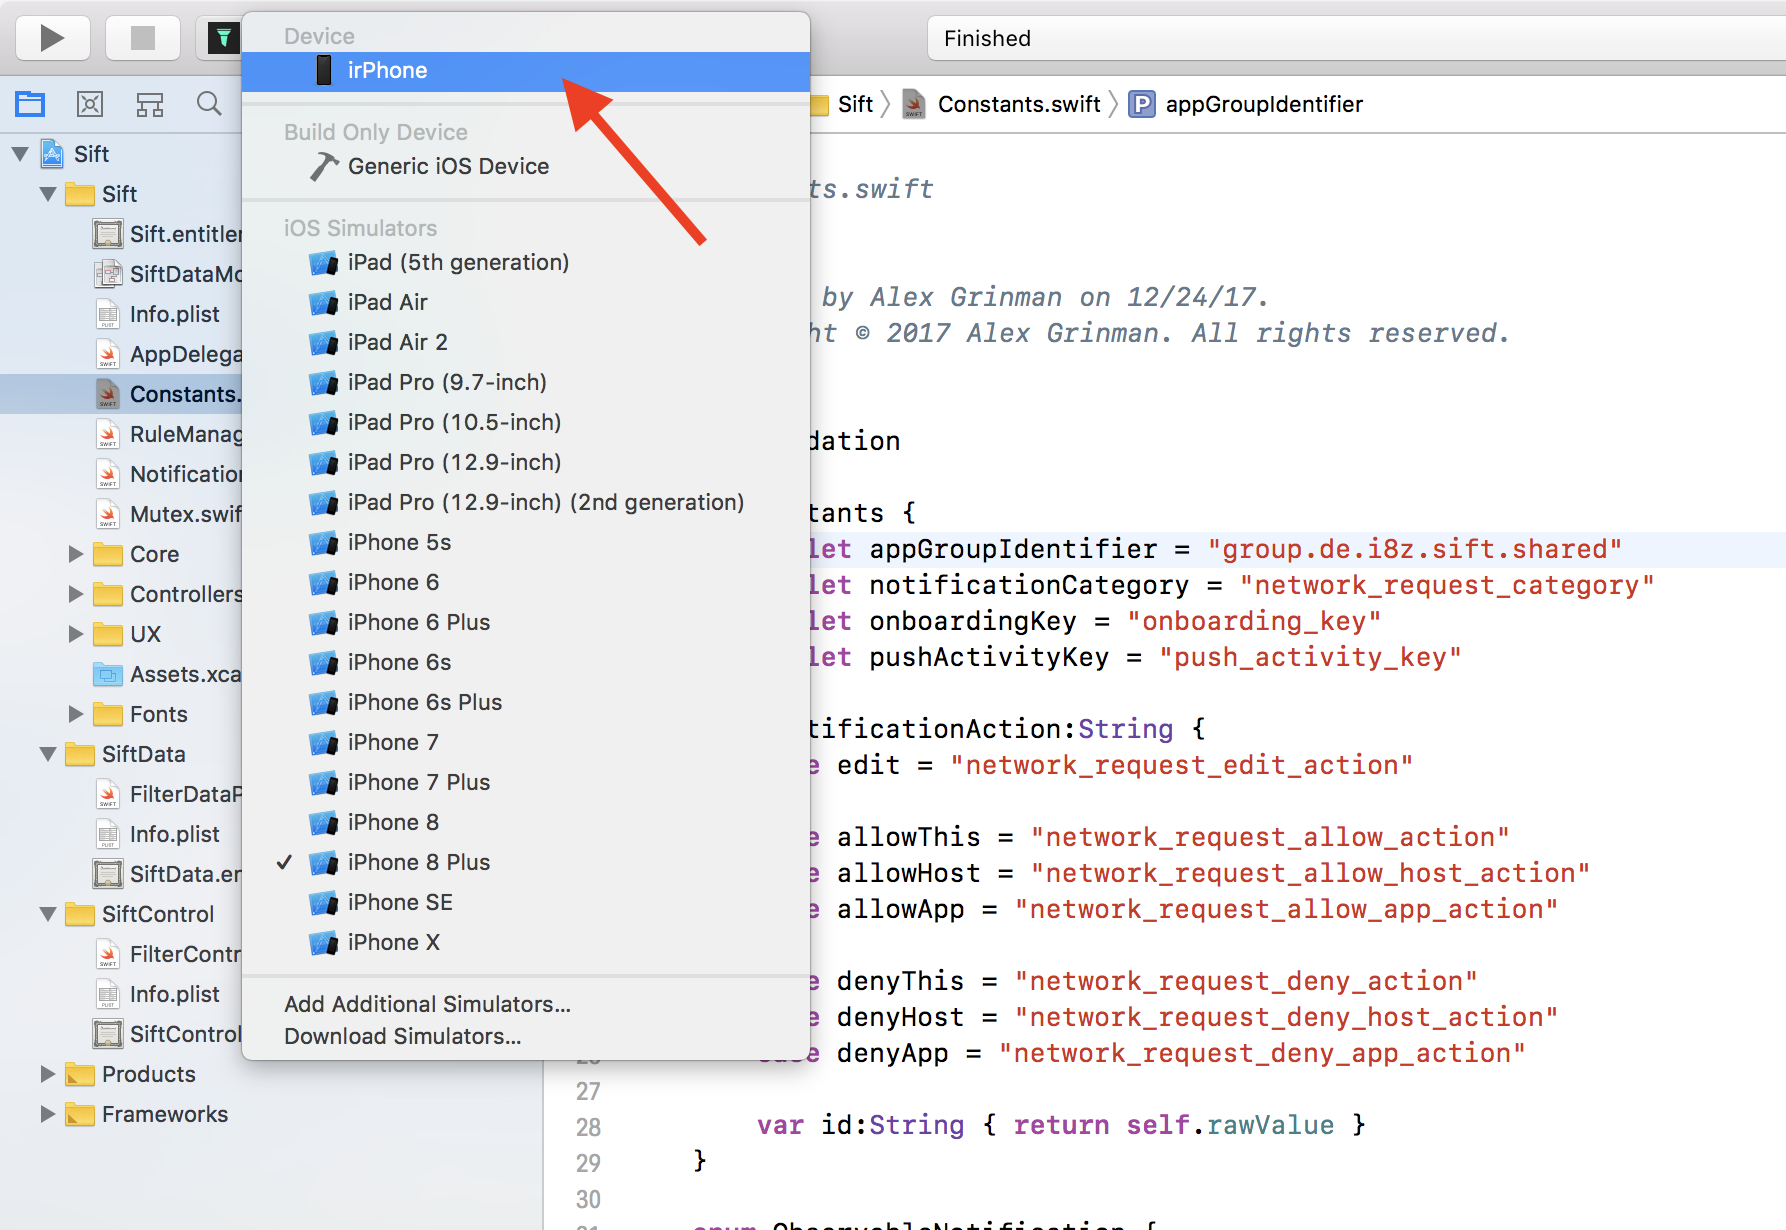 Finished
Device
irPhone
Build Only Device
Generic iOS Device
iOS Simulators
iPad (5th generation)
iPad Air
iPad Air 2
iPad Pro (9.7-inch)
iPad Pro (10.5-inch)
iPad Pro (12.9-inch)
iPad Pro (12.9-inch) (2nd generation)
iPhone 5s
iPhone 6
iPhone 6 Plus
iPhone 6s
iPhone 6s Plus
iPhone 7
iPhone 7 Plus
iPhone 8
✓ iPhone 8 Plus
iPhone SE
iPhone X
Add Additional Simulators...
Download Simulators...
Sift
Sift
Sift.entitler
SiftDataMo
Info.plist
AppDelega
Constants.
RuleManag
Notification
Mutex.swif
Core
Controllers
UX
Assets.xca
Fonts
SiftData
FilterDataP
Info.plist
SiftData.en
SiftControl
FilterContr
Info.plist
SiftControl
Products
Frameworks
Sift 〉 Constants.swift 〉 P appGroupIdentifier
ts.swift
by Alex Grinman on 12/24/17.
ht © 2017 Alex Grinman. All rights reserved.
dation
tants {
let appGroupIdentifier = "group.de.i8z.sift.shared"
let notificationCategory = "network_request_category"
let onboardingKey = "onboarding_key"
let pushActivityKey = "push_activity_key"
tificationAction:String {
e edit = "network_request_edit_action"
e allowThis = "network_request_allow_action"
e allowHost = "network_request_allow_host_action"
e allowApp = "network_request_allow_app_action"
e denyThis = "network_request_deny_action"
e denyHost = "network_request_deny_host_action"
case denyApp = "network_request_deny_app_action"
27
28 var id:String { return self.rawValue }
29 }
30
enum ObservableNotification {